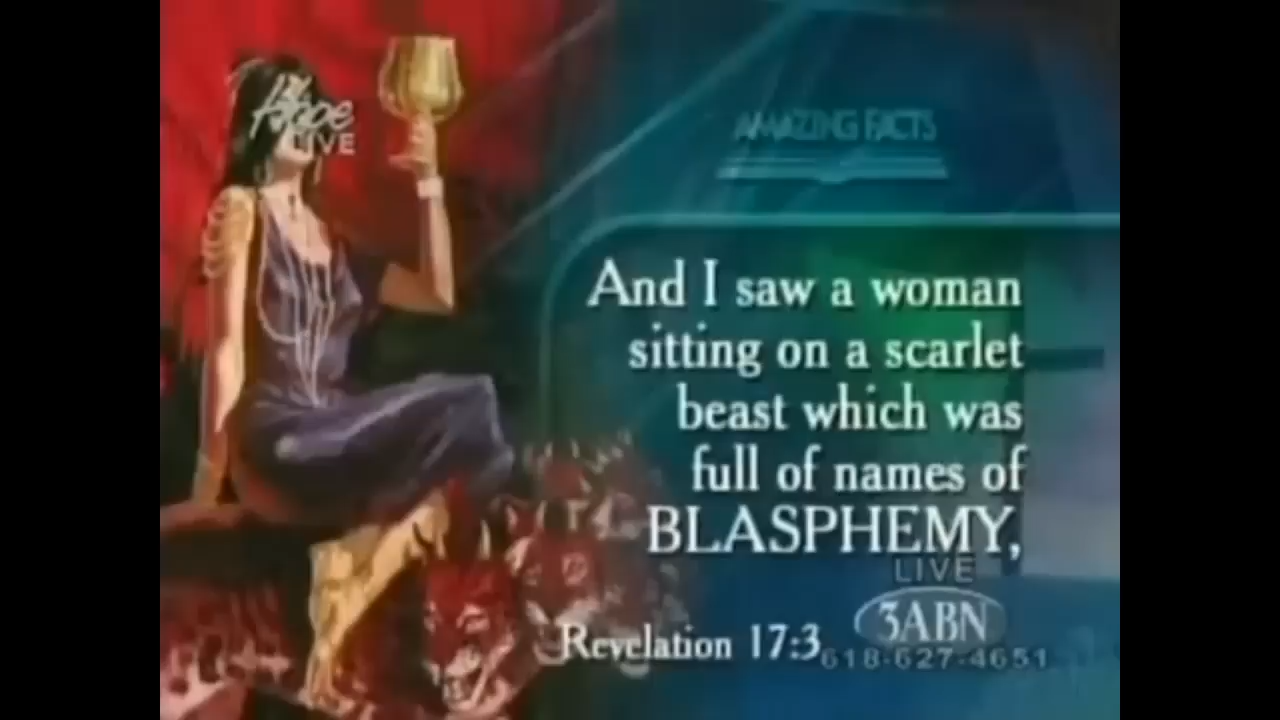 Hope
LIVE
AMAZING FACTS
And I saw a woman
sitting on a scarlet
beast which was
full of names of
BLASPHEMY,
LIVE
3ABN
Revelation 17:3
618-627-4651